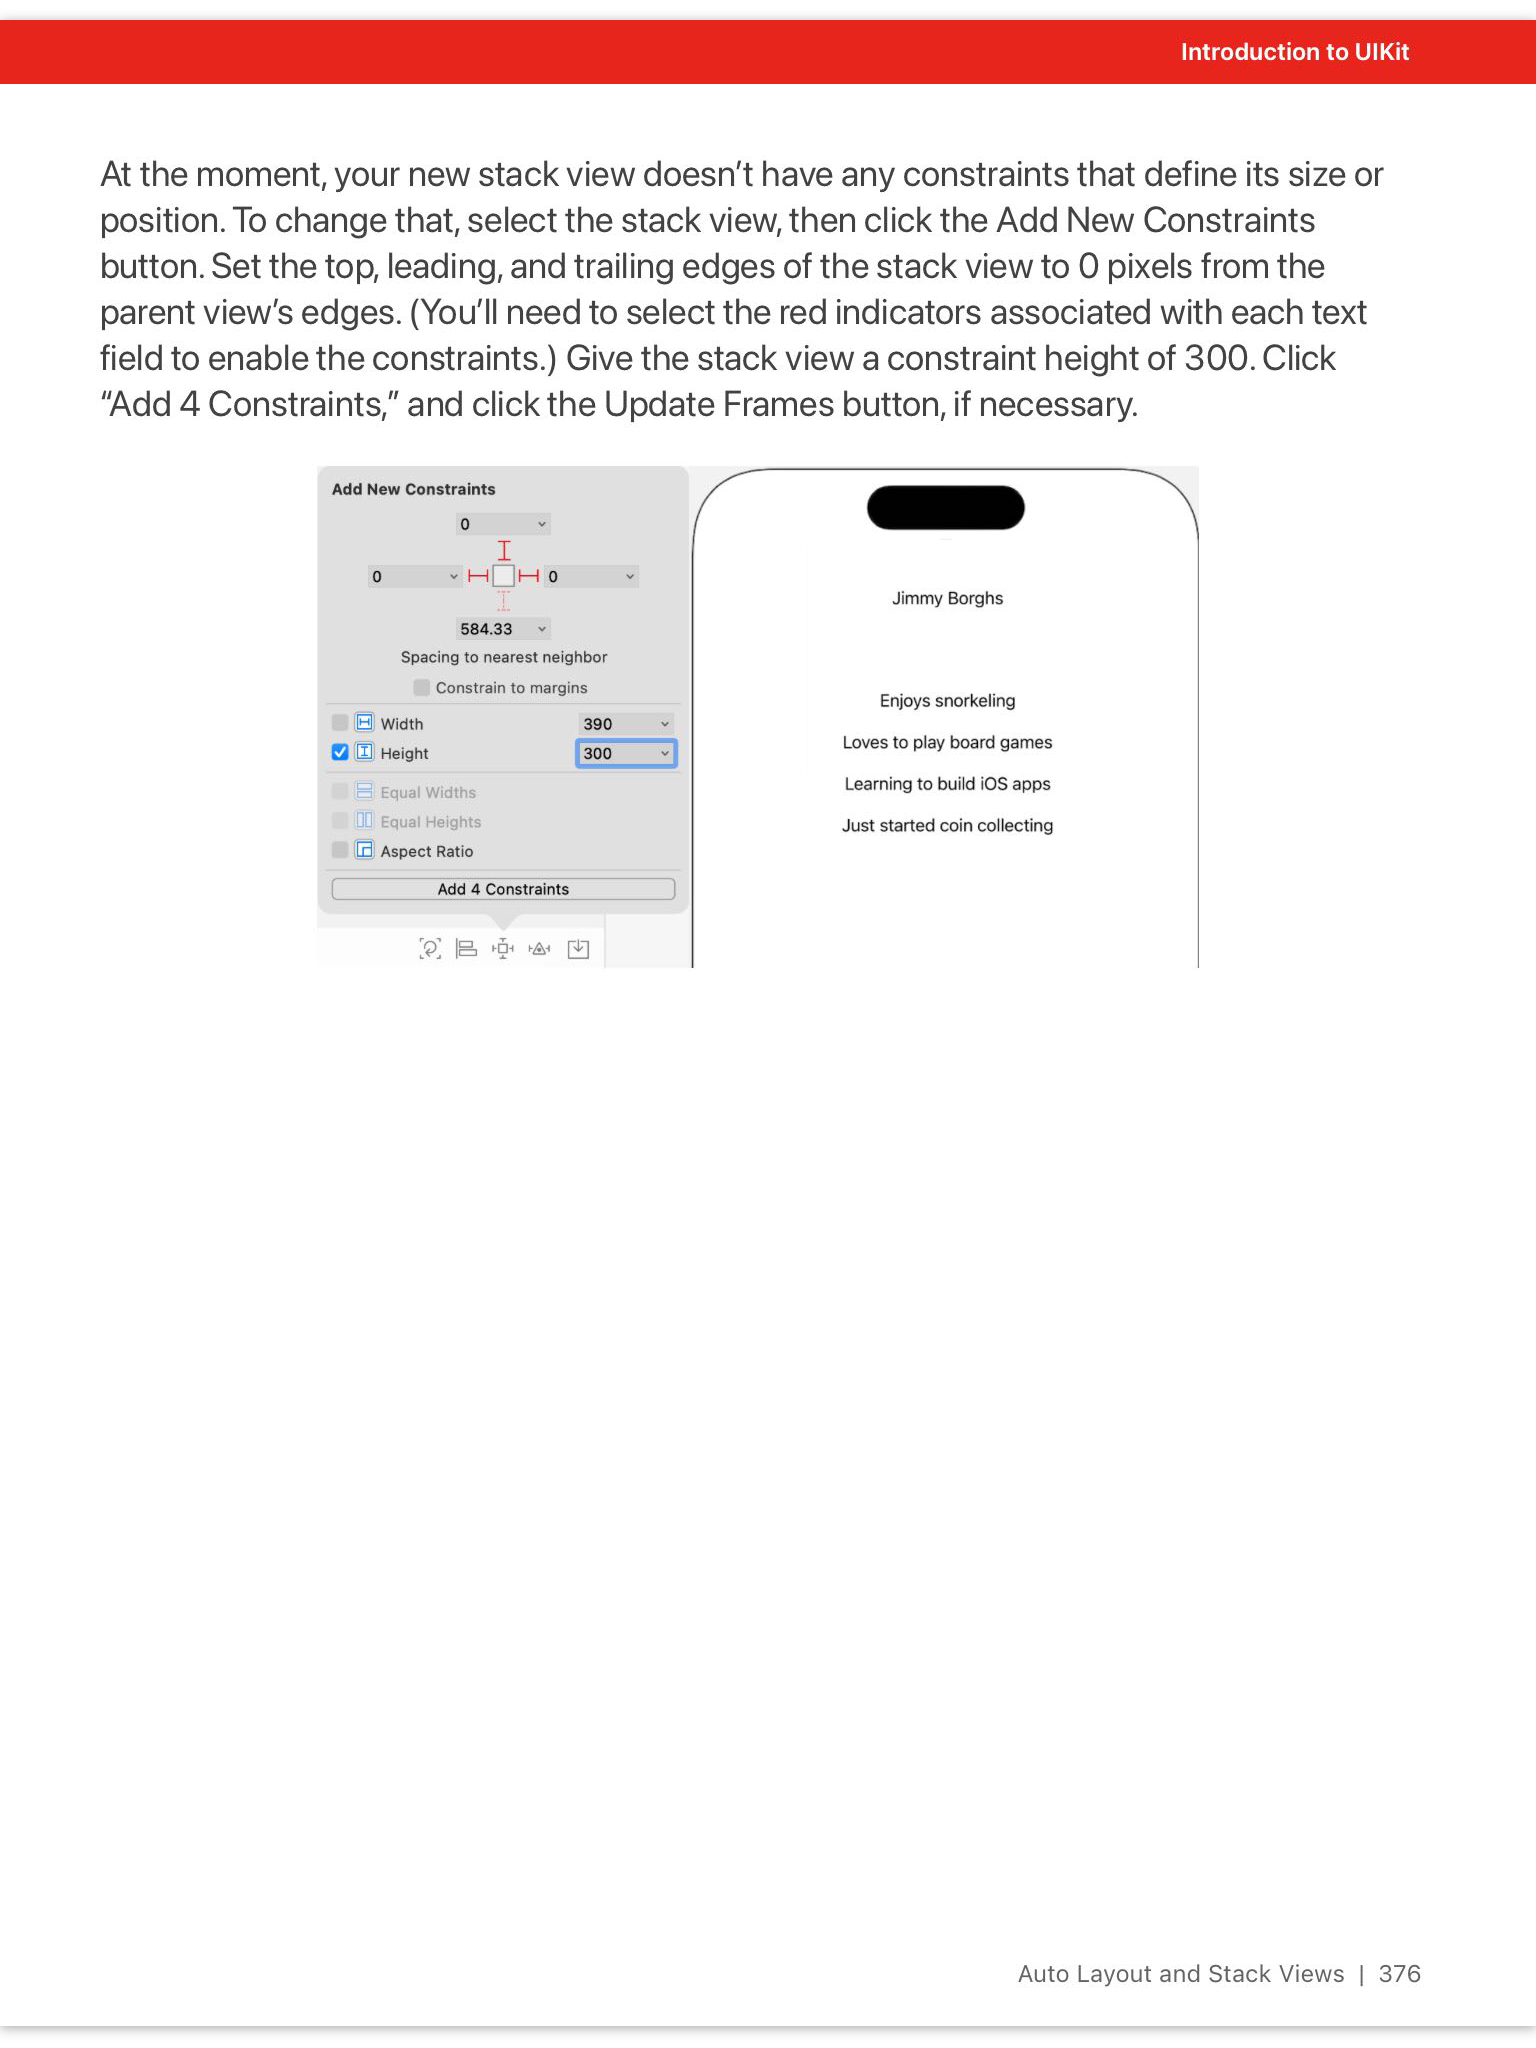 Introduction to UIKit
At the moment, your new stack view doesn’t have any constraints that define its size or
position. To change that, select the stack view, then click the Add New Constraints
button. Set the top, leading, and trailing edges of the stack view to 0 pixels from the
parent view’s edges. (You’ll need to select the red indicators associated with each text
field to enable the constraints.) Give the stack view a constraint height of 300. Click
“Add 4 Constraints,” and click the Update Frames button, if necessary.
Add New Constraints
0
0 0
584.33
Spacing to nearest neighbor
Constrain to margins
Width 390
Height 300
Equal Widths
Equal Heights
Aspect Ratio
Add 4 Constraints
Jimmy Borghs
Enjoys snorkeling
Loves to play board games
Learning to build iOS apps
Just started coin collecting
Auto Layout and Stack Views | 376